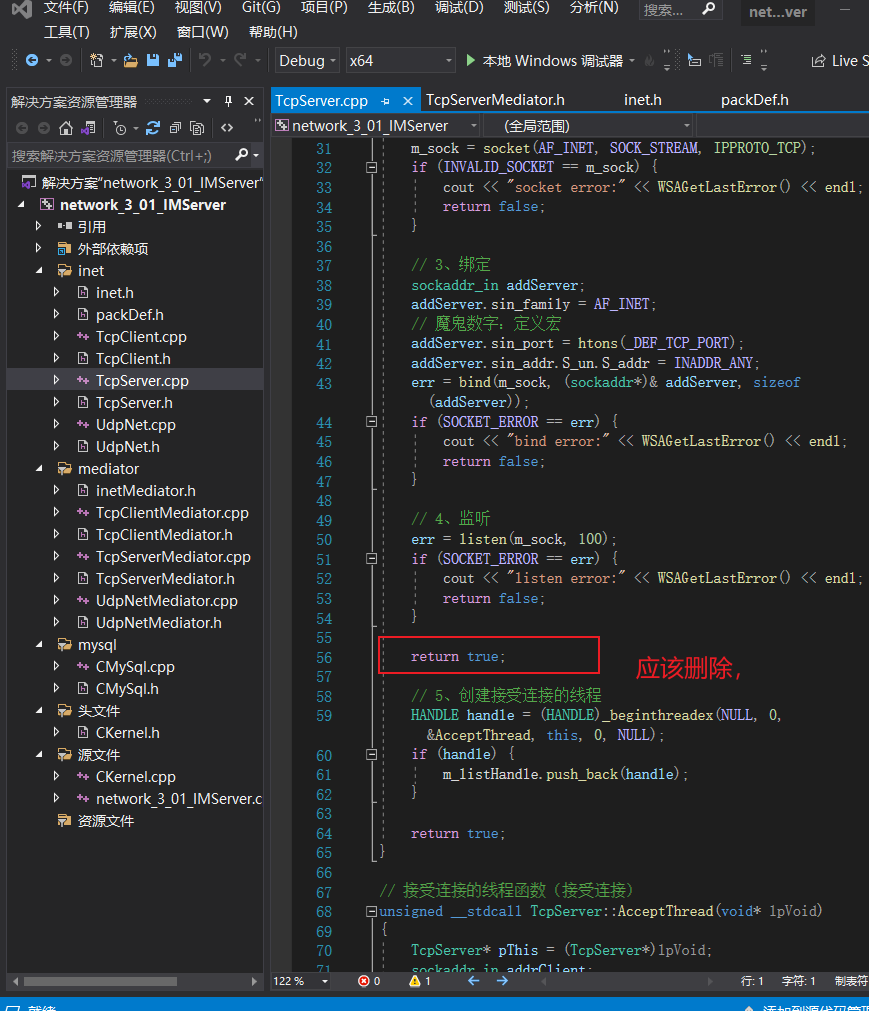 文件(F) 编辑(E) 视图(V) Git(G) 项目(P) 生成(B) 调试(D) 测试(S) 分析(N) 搜索... net...ver
工具(T) 扩展(X) 窗口(W) 帮助(H)
Debug x64 本地 Windows 调试器 Live S
解决方案资源管理器
搜索解决方案资源管理器(Ctrl+;)
解决方案"network_3_01_IMServer"
network_3_01_IMServer
引用
外部依赖项
inet
inet.h
packDef.h
TcpClient.cpp
TcpClient.h
TcpServer.cpp
TcpServer.h
UdpNet.cpp
UdpNet.h
mediator
inetMediator.h
TcpClientMediator.cpp
TcpClientMediator.h
TcpServerMediator.cpp
TcpServerMediator.h
UdpNetMediator.cpp
UdpNetMediator.h
mysql
CMySql.cpp
CMySql.h
头文件
CKernel.h
源文件
CKernel.cpp
network_3_01_IMServer.c
资源文件
TcpServer.cpp TcpServerMediator.h inet.h packDef.h
network_3_01_IMServer (全局范围)
31 m_sock = socket(AF_INET, SOCK_STREAM, IPPROTO_TCP);
32 if (INVALID_SOCKET == m_sock) {
33 cout << "socket error:" << WSAGetLastError() << endl;
34 return false;
35 }
36
37 // 3、绑定
38 sockaddr_in addServer;
39 addServer.sin_family = AF_INET;
40 // 魔鬼数字：定义宏
41 addServer.sin_port = htons(_DEF_TCP_PORT);
42 addServer.sin_addr.S_un.S_addr = INADDR_ANY;
43 err = bind(m_sock, (sockaddr*)& addServer, sizeof
(addServer));
44 if (SOCKET_ERROR == err) {
45 cout << "bind error:" << WSAGetLastError() << endl;
46 return false;
47 }
48
49 // 4、监听
50 err = listen(m_sock, 100);
51 if (SOCKET_ERROR == err) {
52 cout << "listen error:" << WSAGetLastError() << endl;
53 return false;
54 }
55
56 return true; 应该删除，
57
58 // 5、创建接受连接的线程
59 HANDLE handle = (HANDLE)_beginthreadex(NULL, 0,
&AcceptThread, this, 0, NULL);
60 if (handle) {
61 m_listHandle.push_back(handle);
62 }
63
64 return true;
65 }
66
67 // 接受连接的线程函数（接受连接）
68 unsigned __stdcall TcpServer::AcceptThread(void* lpVoid)
69 {
70 TcpServer* pThis = (TcpServer*)lpVoid;
71 sockaddr_in addrClient;
122 % 0 1 行: 1 字符: 1 制表符
就绪 添加到源代码管理